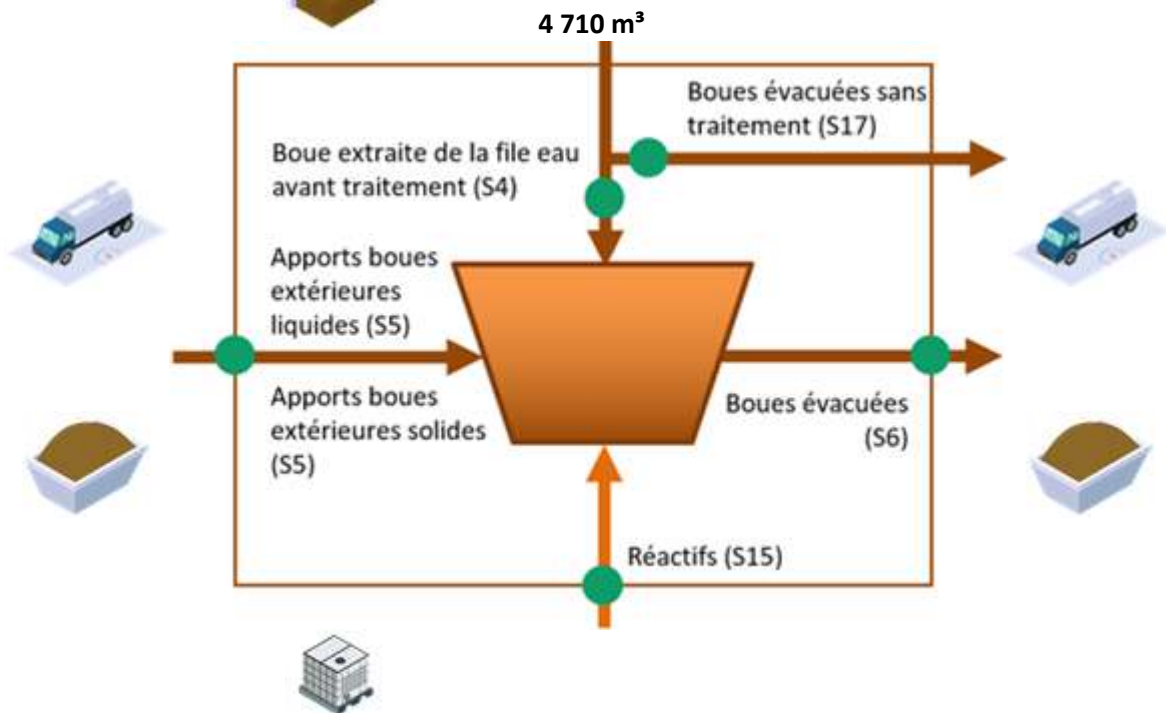 4 710 m³
Boues évacuées sans
traitement (S17)
Boue extraite de la file eau
avant traitement (S4)
Apports boues
extérieures
liquides (S5)
Apports boues
extérieures solides
(S5)
Boues évacuées
(S6)
Réactifs (S15)